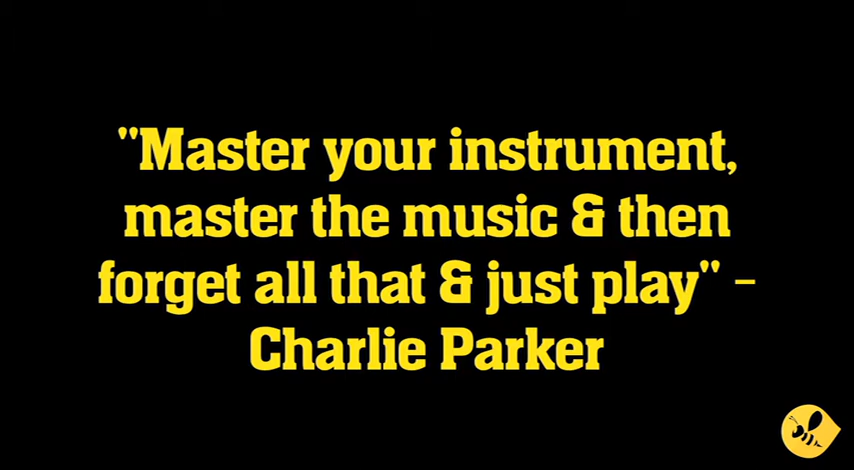 "Master your instrument,
master the music & then
forget all that & just play" –
Charlie Parker